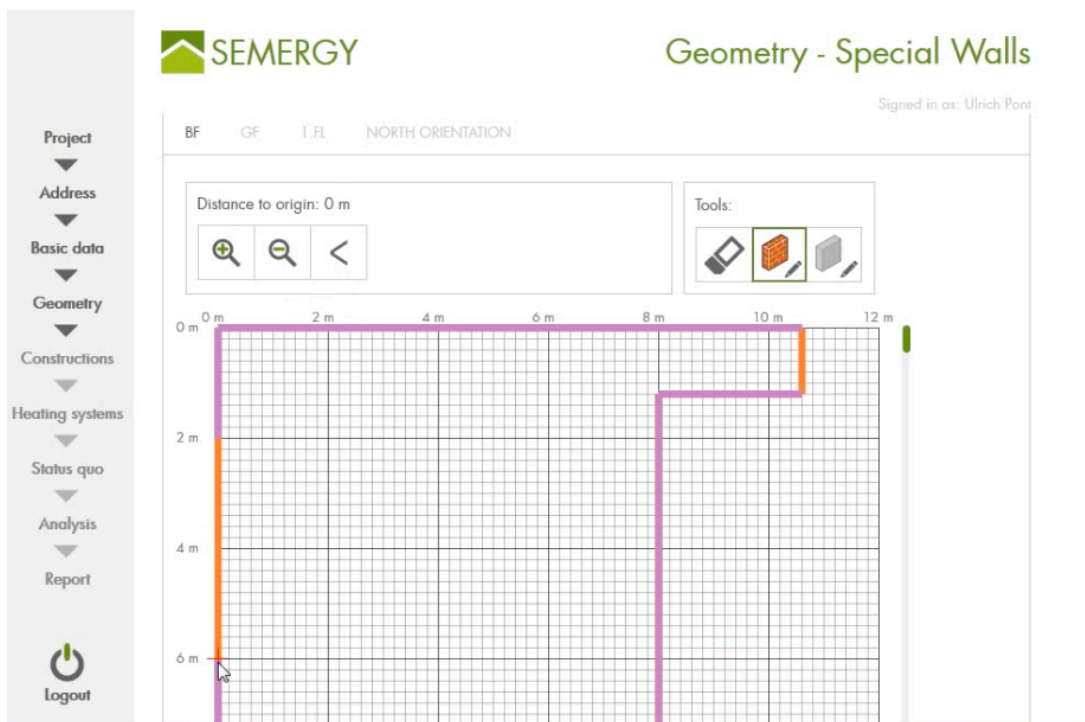 SEMERGY
Geometry - Special Walls
Signed in as: Ulrich Pont
Project
Address
Basic data
Geometry
Constructions
Heating systems
Status quo
Analysis
Report
Logout
BF GF 1.FL NORTH ORIENTATION
Distance to origin: 0 m
Tools:
0 m 2 m 4 m 6 m 8 m 10 m 12 m
0 m
2 m
4 m
6 m